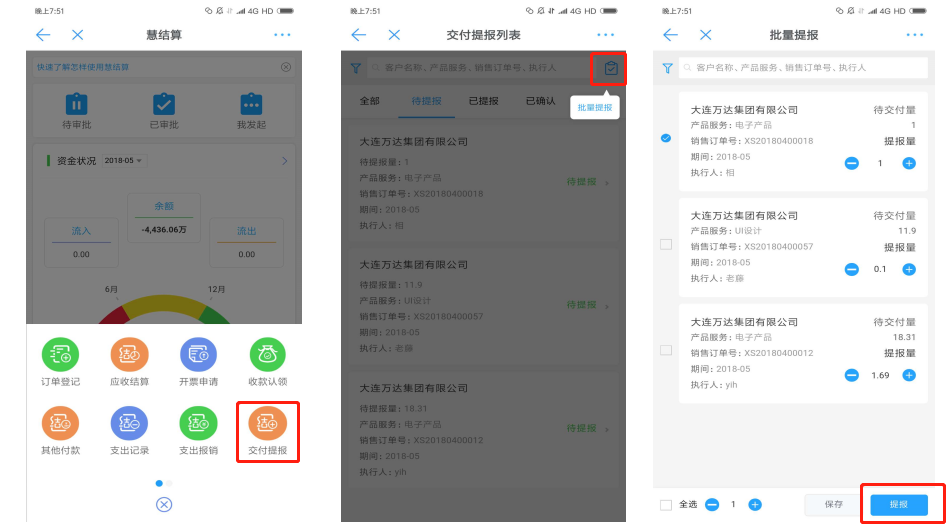 晚上7:51
4G HD
慧结算
快速了解怎样使用慧结算
待审批
已审批
我发起
资金状况 2018-05
余额
-4,436.06万
流入
0.00
流出
0.00
6月
12月
订单登记
应收结算
开票申请
收款认领
其他付款
支出记录
支出报销
交付提报
晚上7:51
4G HD
交付提报列表
客户名称、产品服务、销售订单号、执行人
全部
待提报
已提报
已确认
批量提报
大连万达集团有限公司
待提报量：1
产品服务：电子产品
销售订单号：XS20180400018
期间：2018-05
执行人：相
待提报
大连万达集团有限公司
待提报量：11.9
产品服务：UI设计
销售订单号：XS20180400057
期间：2018-05
执行人：老藤
待提报
大连万达集团有限公司
待提报量：18.31
产品服务：电子产品
销售订单号：XS20180400012
期间：2018-05
执行人：yih
待提报
晚上7:51
4G HD
批量提报
客户名称、产品服务、销售订单号、执行人
大连万达集团有限公司
待交付量
产品服务：电子产品
1
销售订单号：XS20180400018
提报量
期间：2018-05
1
执行人：相
大连万达集团有限公司
待交付量
产品服务：UI设计
11.9
销售订单号：XS20180400057
提报量
期间：2018-05
0.1
执行人：老藤
大连万达集团有限公司
待交付量
产品服务：电子产品
18.31
销售订单号：XS20180400012
提报量
期间：2018-05
1.69
执行人：yih
全选
1
保存
提报